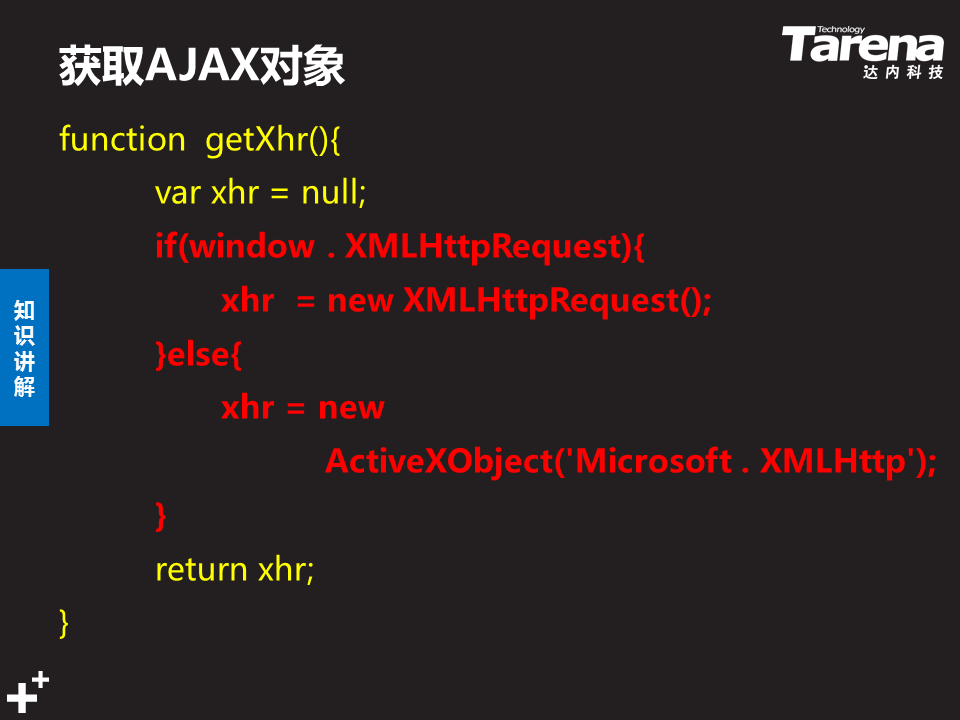 获取AJAX对象
Technology
Tarena
达内科技
function  getXhr(){
var xhr = null;
if(window . XMLHttpRequest){
xhr  = new XMLHttpRequest();
}else{
xhr = new
ActiveXObject('Microsoft . XMLHttp');
}
return xhr;
}
知识讲解